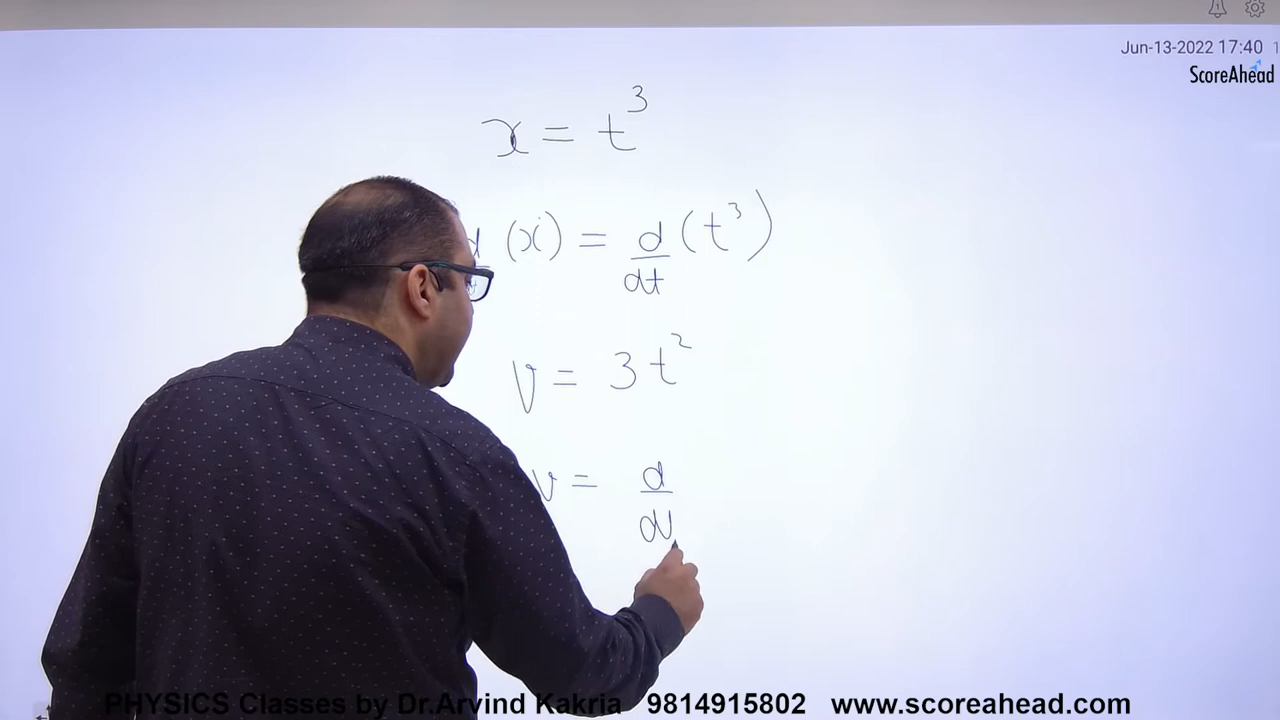 Jun-13-2022 17:40
ScoreAhead
x = t³
(x) = d/dt (t³)
v = 3t²
v = d/dt
PHYSICS Classes by Dr.Arvind Kakria 9814915802 www.scoreahead.com